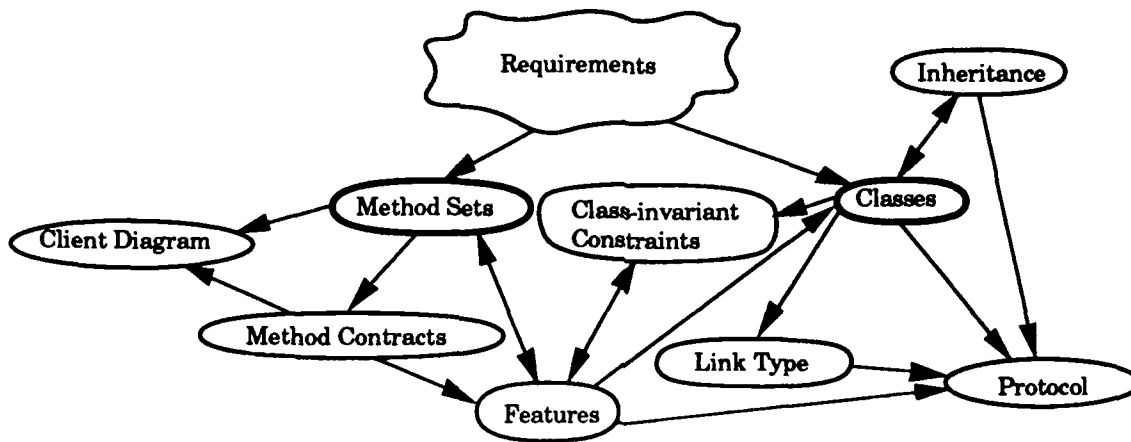 Requirements
Inheritance
Method Sets
Class-invariant
Constraints
Classes
Client Diagram
Method Contracts
Link Type
Protocol
Features